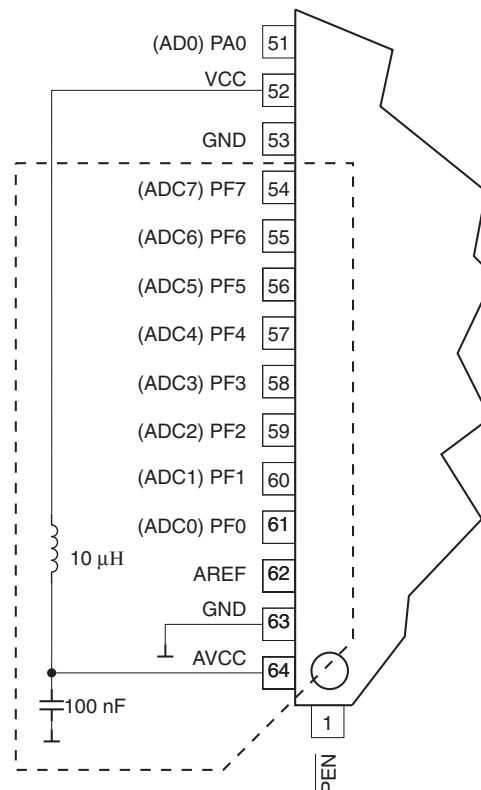 (AD0) PA0 51
VCC 52
GND 53
(ADC7) PF7 54
(ADC6) PF6 55
(ADC5) PF5 56
(ADC4) PF4 57
(ADC3) PF3 58
(ADC2) PF2 59
(ADC1) PF1 60
(ADC0) PF0 61
10 μH
AREF 62
GND 63
AVCC 64
100 nF
1
PEN